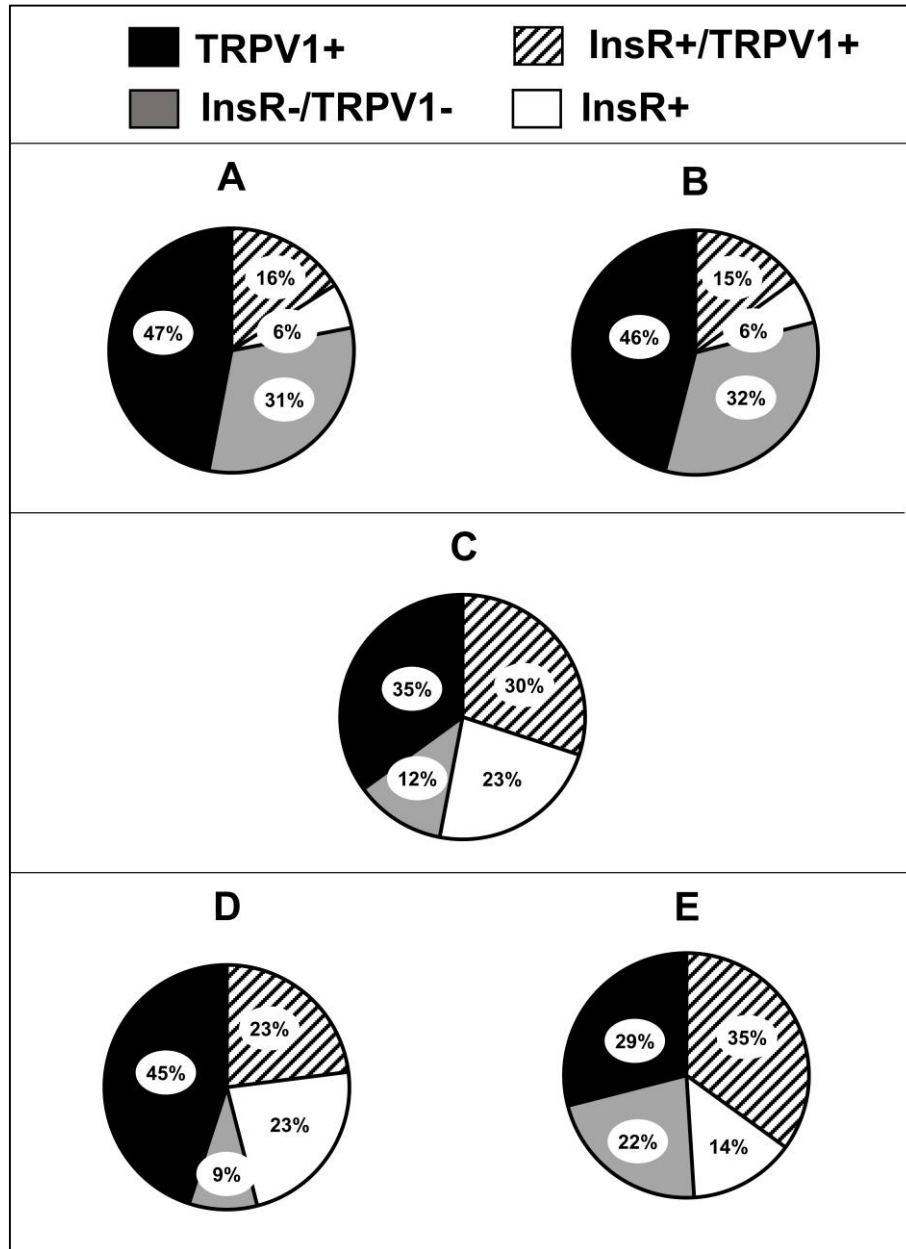 TRPV1+ InsR+/TRPV1+
InsR-/TRPV1- InsR+
A B
16% 15%
47% 6% 46% 6%
31% 32%
C
35% 30%
12% 23%
D E
23% 29% 35%
45%
23% 22% 14%
9%